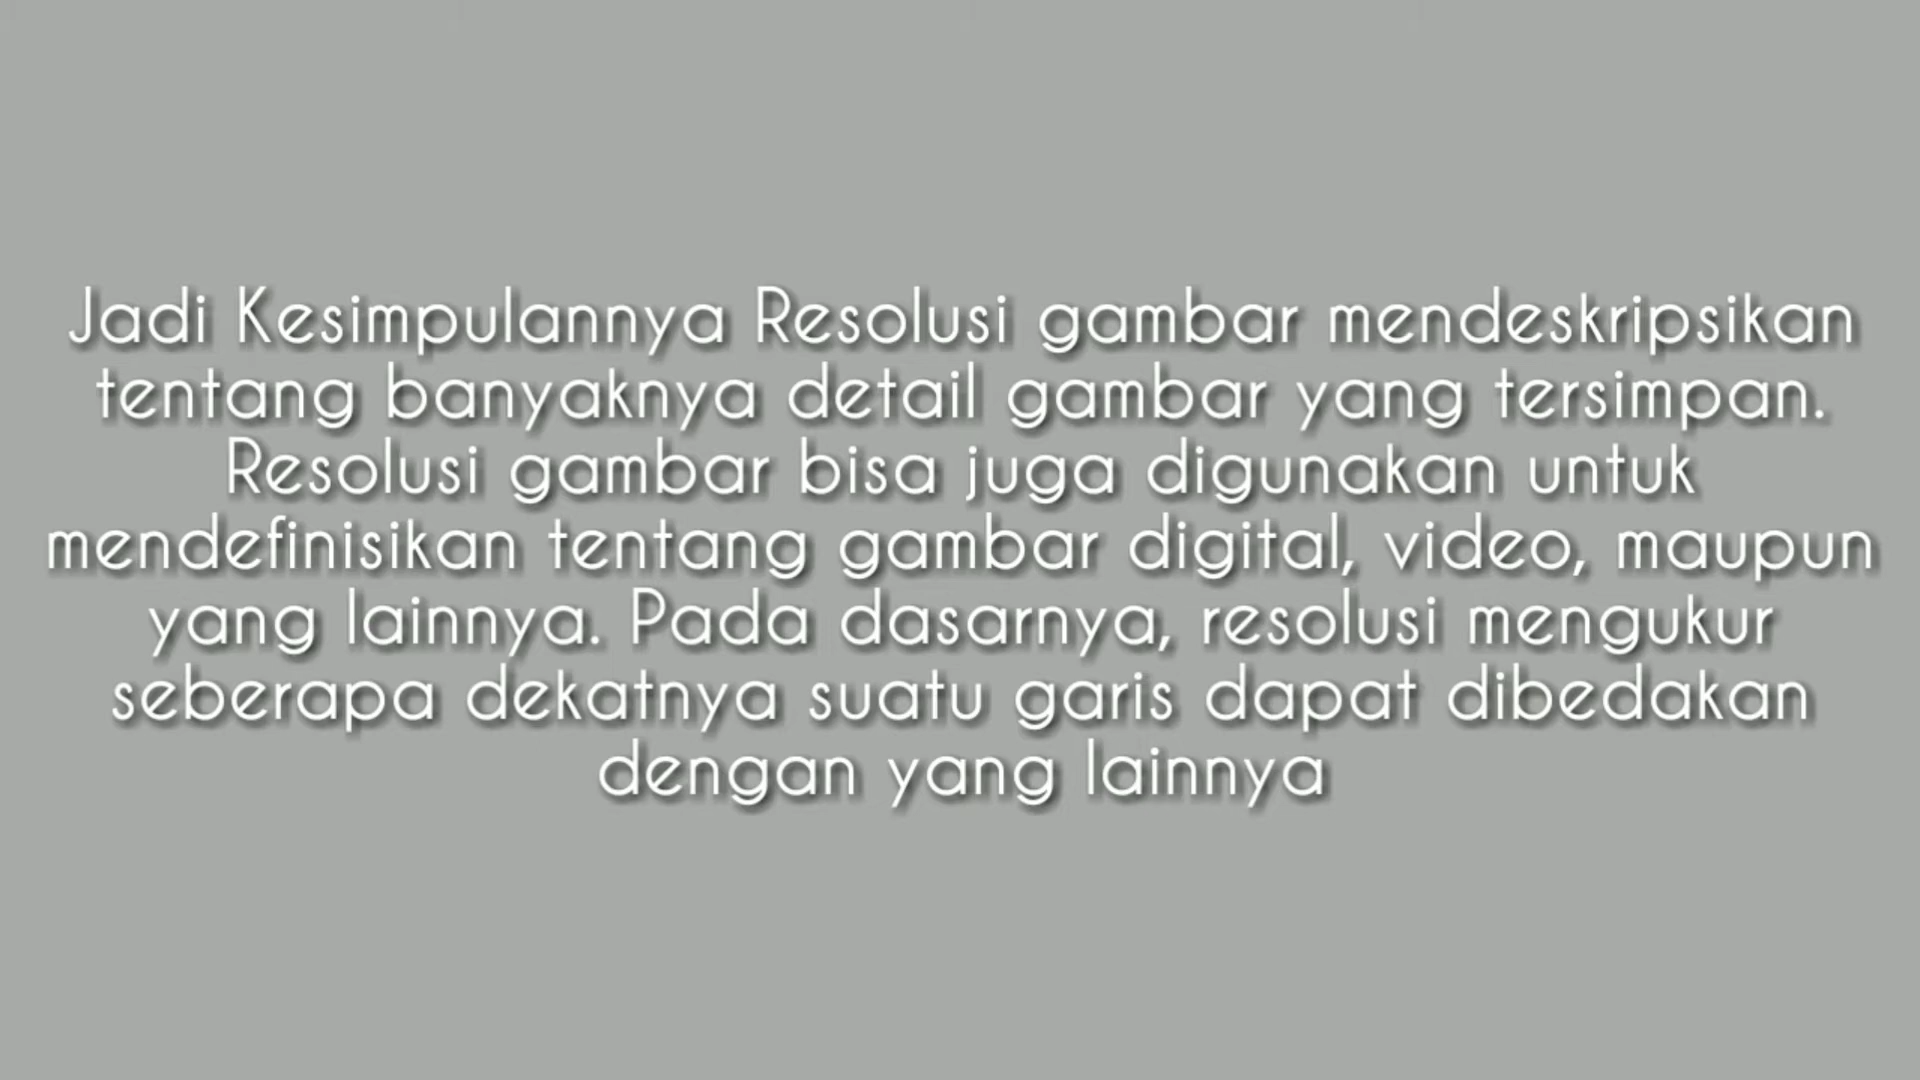 Jadi Kesimpulannya Resolusi gambar mendeskripsikan
tentang banyaknya detail gambar yang tersimpan.
Resolusi gambar bisa juga digunakan untuk
mendefinisikan tentang gambar digital, video, maupun
yang lainnya. Pada dasarnya, resolusi mengukur
seberapa dekatnya suatu garis dapat dibedakan
dengan yang lainnya